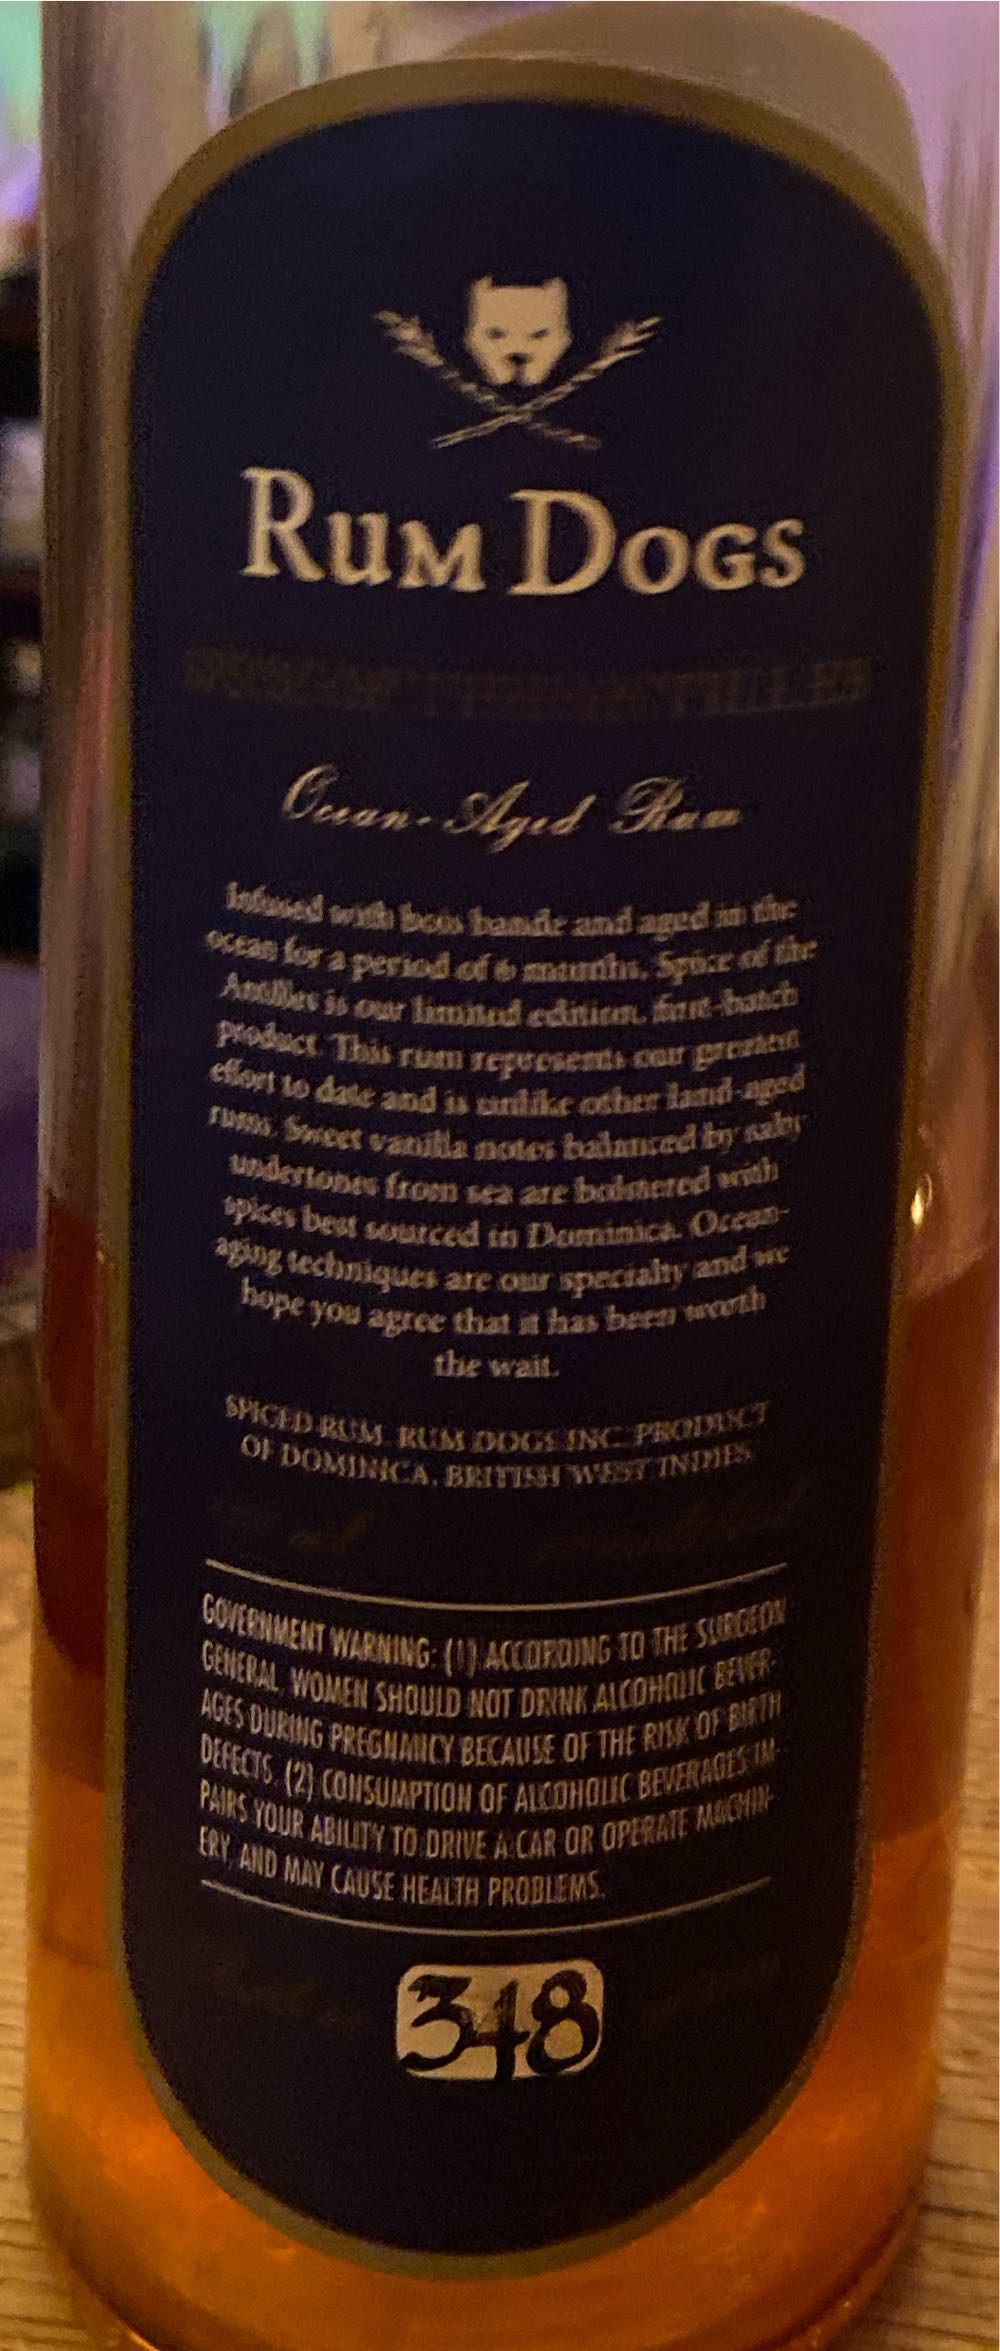 RUM DOGS
Ocean-Aged Rum
Infused with bois bande and aged in the
ocean for a period of 6 months. Spice of the
Antilles is our limited edition, first-batch
product. This rum represents our greatest
effort to date and is unlike other land-aged
rums. Sweet vanilla notes balanced by salty
undertones from sea are bolstered with
spices best sourced in Dominica. Ocean-
aging techniques are our specialty and we
hope you agree that it has been worth
the wait.
SPICED RUM. RUM DOGS INC. PRODUCT
OF DOMINICA, BRITISH WEST INDIES
GOVERNMENT WARNING: (1) ACCORDING TO THE SURGEON
GENERAL, WOMEN SHOULD NOT DRINK ALCOHOLIC BEVER-
AGES DURING PREGNANCY BECAUSE OF THE RISK OF BIRTH
DEFECTS. (2) CONSUMPTION OF ALCOHOLIC BEVERAGES IM-
PAIRS YOUR ABILITY TO DRIVE A CAR OR OPERATE MACHIN-
ERY, AND MAY CAUSE HEALTH PROBLEMS.
348